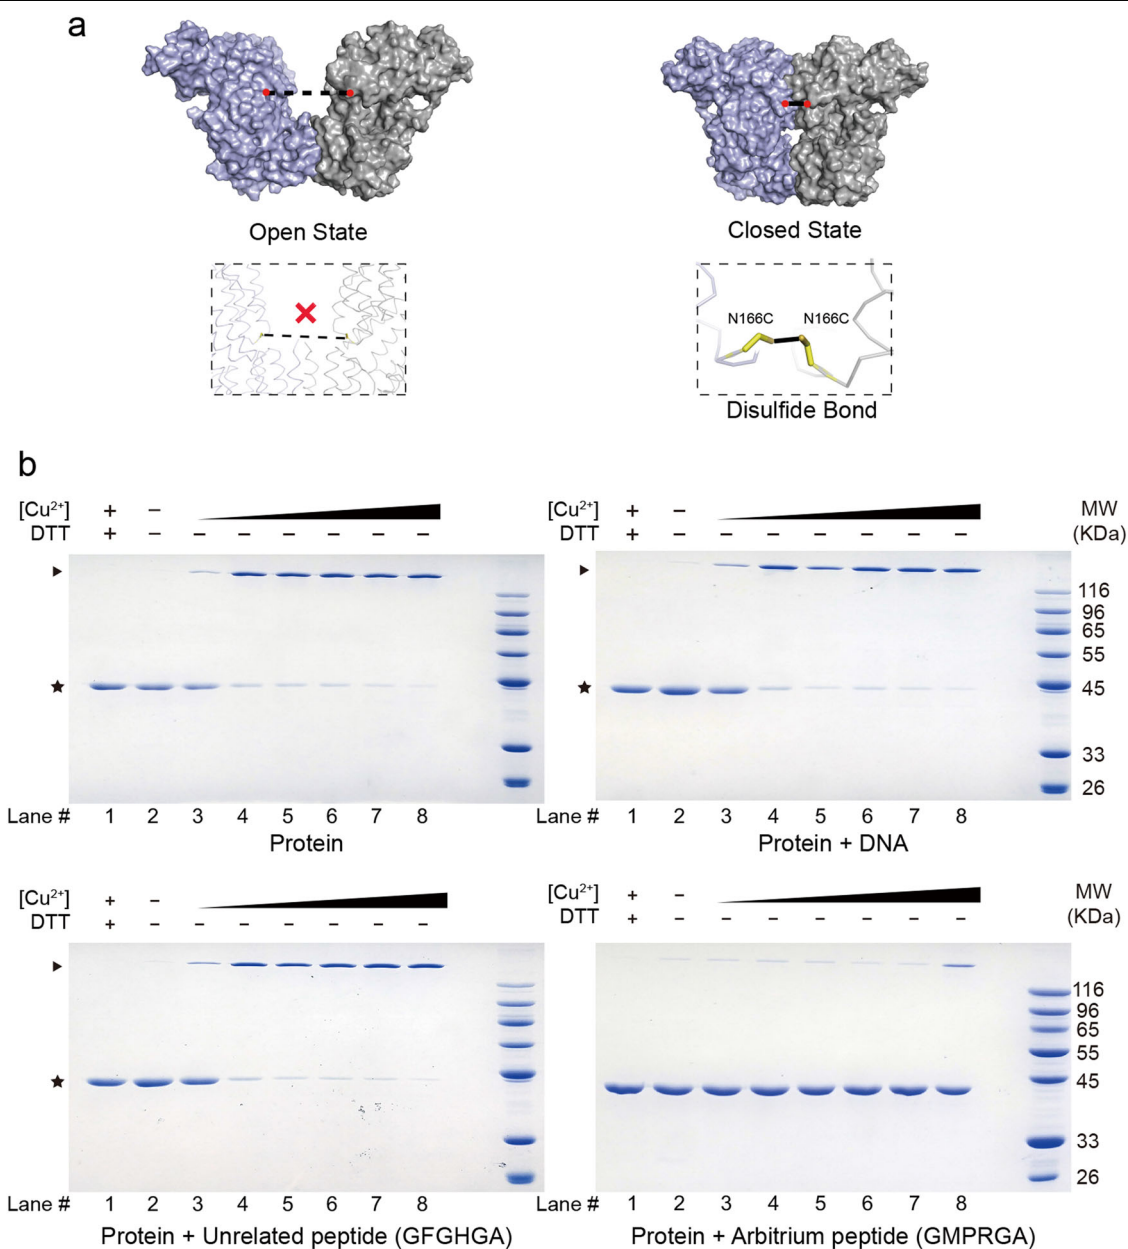 a
Open State
Closed State
N166C N166C
Disulfide Bond
b
[Cu²⁺] + −
DTT + − − − − − − −
[Cu²⁺] + −
DTT + − − − − − − −
MW
(KDa)
116
96
65
55
45
33
26
Lane # 1 2 3 4 5 6 7 8
Protein
Lane # 1 2 3 4 5 6 7 8
Protein + DNA
[Cu²⁺] + −
DTT + − − − − − − −
[Cu²⁺] + −
DTT + − − − − − − −
MW
(KDa)
116
96
65
55
45
33
26
Lane # 1 2 3 4 5 6 7 8
Protein + Unrelated peptide (GFGHGA)
Lane # 1 2 3 4 5 6 7 8
Protein + Arbitrium peptide (GMPRGA)